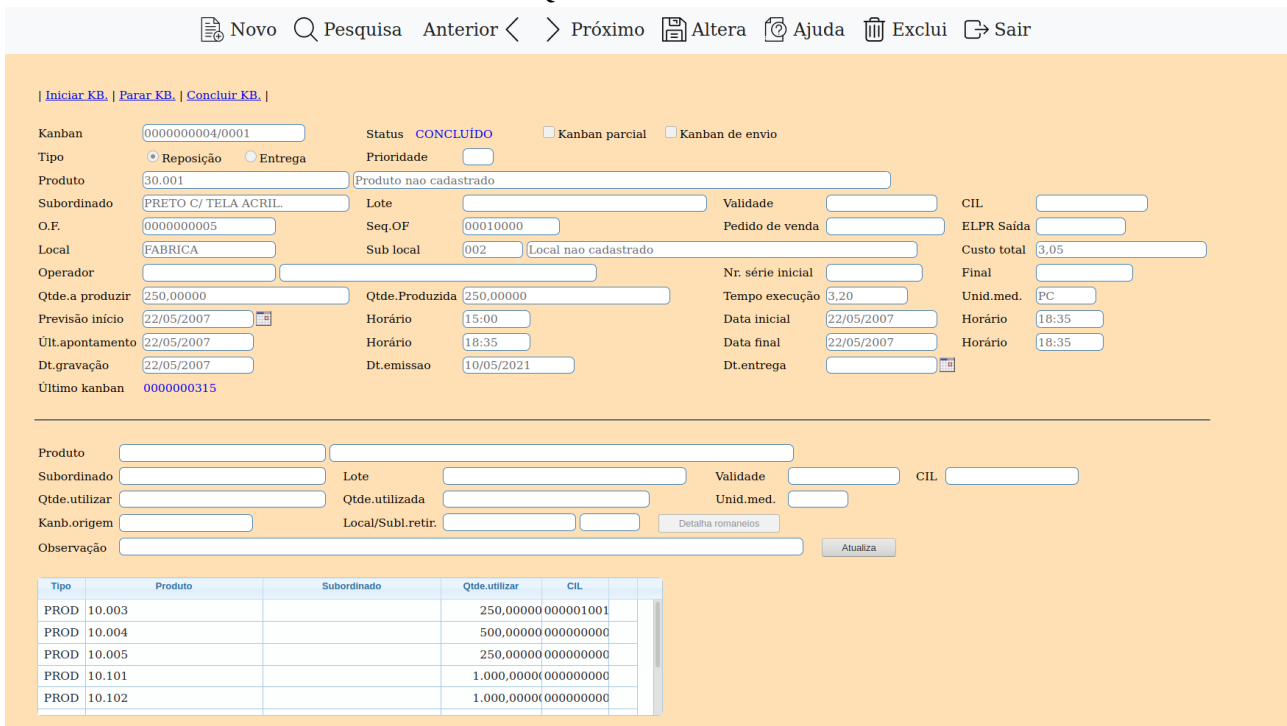 Novo Pesquisa Anterior Próximo Altera Ajuda Exclui Sair
| Iniciar KB. | Parar KB. | Concluir KB. |
Kanban 0000000004/0001 Status CONCLUÍDO Kanban parcial Kanban de envio
Tipo Reposição Entrega Prioridade
Produto 30.001 Produto nao cadastrado
Subordinado PRETO C/ TELA ACRIL. Lote Validade CIL
O.F. 0000000005 Seq.OF 00010000 Pedido de venda ELPR Saída
Local FABRICA Sub local 002 Local nao cadastrado Custo total 3,05
Operador Nr. série inicial Final
Qtde.a produzir 250,00000 Qtde.Produzida 250,00000 Tempo execução 3,20 Unid.med. PC
Previsão início 22/05/2007 Horário 15:00 Data inicial 22/05/2007 Horário 18:35
Últ.apontamento 22/05/2007 Horário 18:35 Data final 22/05/2007 Horário 18:35
Dt.gravação 22/05/2007 Dt.emissao 10/05/2021 Dt.entrega
Último kanban 0000000315
Produto
Subordinado Lote Validade CIL
Qtde.utilizar Qtde.utilizada Unid.med.
Kanb.origem Local/Subl.retir. Detalha romaneios
Observação Atualiza
Tipo Produto Subordinado Qtde.utilizar CIL
PROD 10.003 250,00000 000001001
PROD 10.004 500,00000 000000000
PROD 10.005 250,00000 000000000
PROD 10.101 1.000,0000 000000000
PROD 10.102 1.000,0000 000000000